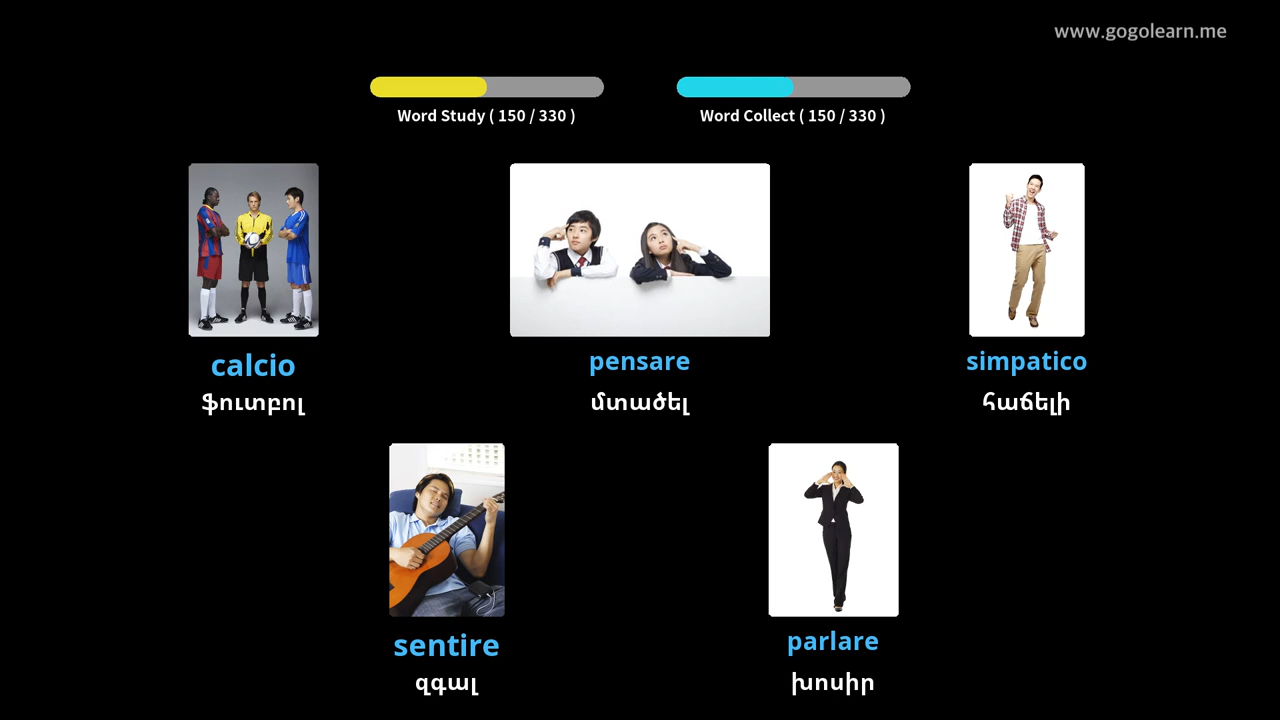 www.gogolearn.me
Word Study ( 150 / 330 )
Word Collect ( 150 / 330 )
calcio
ֆուտբոլ
pensare
մտածել
simpatico
հաճելի
sentire
զգալ
parlare
խոսիր